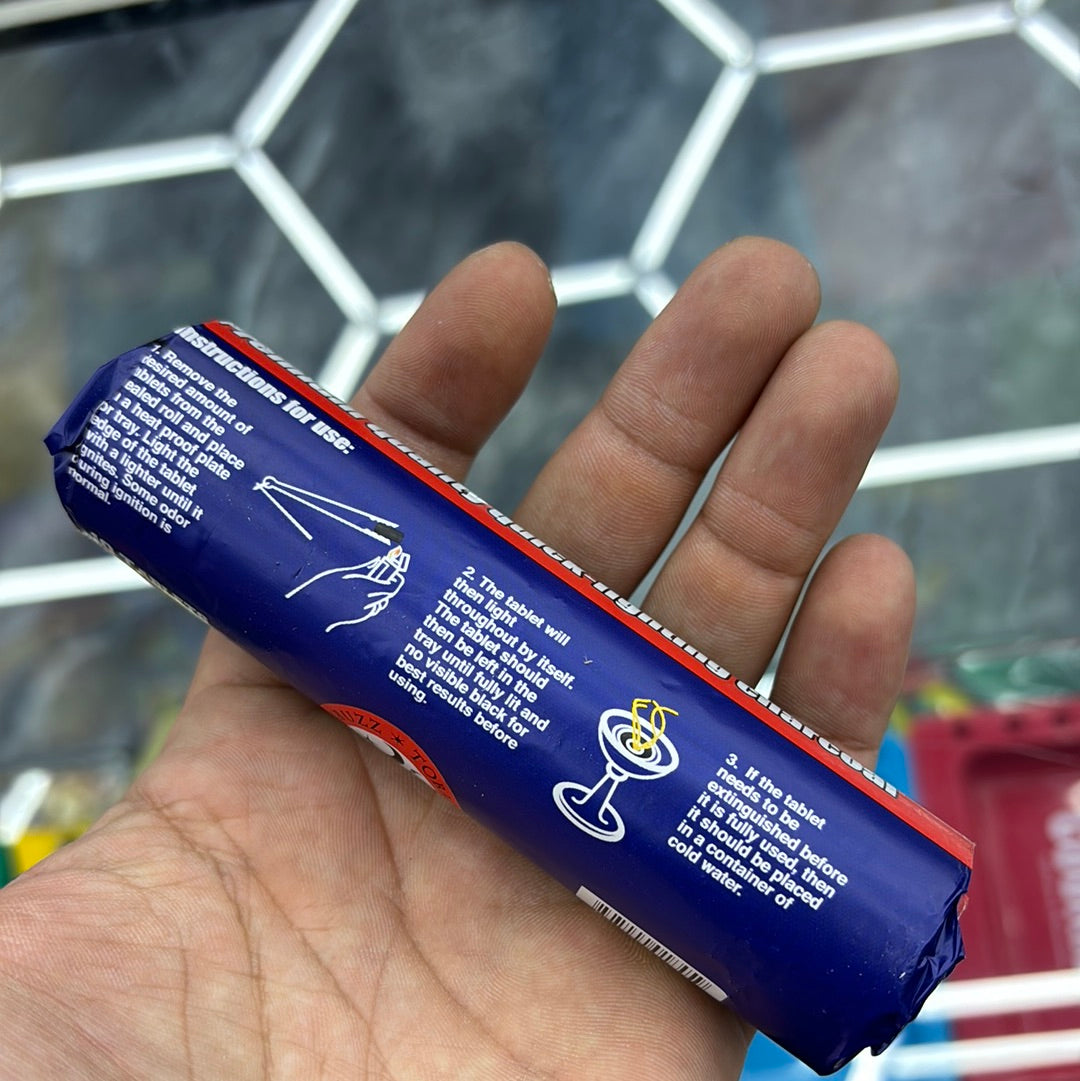 quality quick-lighting charcoal
Instructions for use:
1. Remove the
desired amount of
tablets from the
sealed roll and place
a heat proof plate
or tray. Light the
edge of the tablet
with a lighter until it
ignites. Some odor
during ignition is
normal.
2. The tablet will
then light
throughout by itself.
The tablet should
then be left in the
tray until fully lit and
no visible black for
best results before
using.
3. If the tablet
needs to be
extinguished before
it is fully used, then
it should be placed
in a container of
cold water.